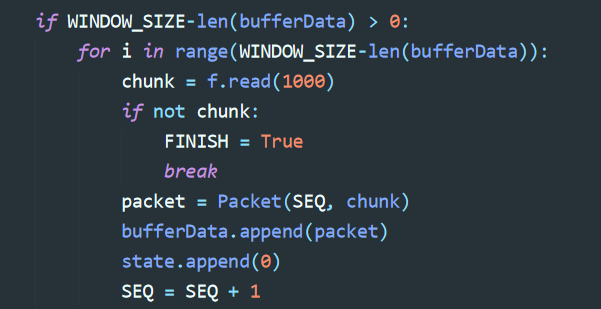 if WINDOW_SIZE-len(bufferData) > 0:
    for i in range(WINDOW_SIZE-len(bufferData)):
        chunk = f.read(1000)
        if not chunk:
            FINISH = True
            break
        packet = Packet(SEQ, chunk)
        bufferData.append(packet)
        state.append(0)
        SEQ = SEQ + 1